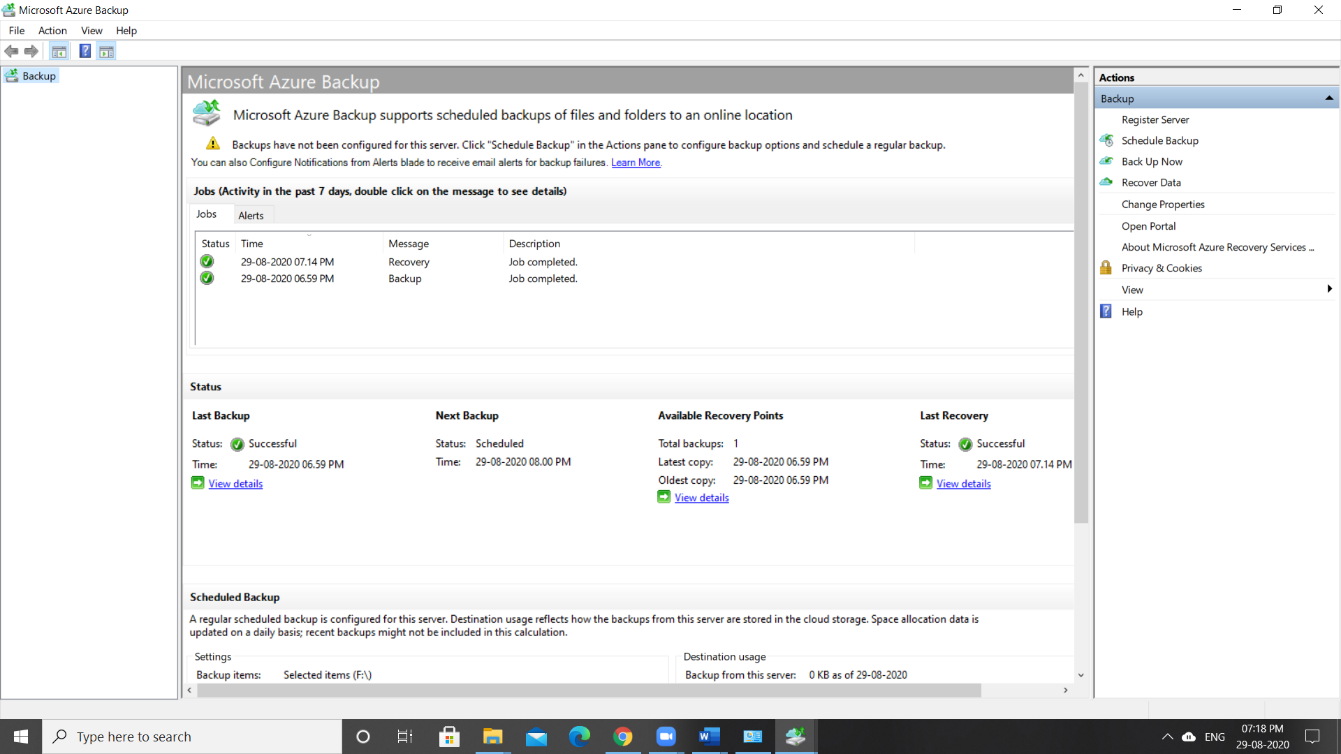 Microsoft Azure Backup
File Action View Help
Backup
Microsoft Azure Backup
Microsoft Azure Backup supports scheduled backups of files and folders to an online location
Backups have not been configured for this server. Click "Schedule Backup" in the Actions pane to configure backup options and schedule a regular backup.
You can also Configure Notifications from Alerts blade to receive email alerts for backup failures. Learn More.
Jobs (Activity in the past 7 days, double click on the message to see details)
Jobs Alerts
Status Time Message Description
29-08-2020 07.14 PM Recovery Job completed.
29-08-2020 06.59 PM Backup Job completed.
Status
Last Backup
Status: Successful
Time: 29-08-2020 06.59 PM
View details
Next Backup
Status: Scheduled
Time: 29-08-2020 08.00 PM
Available Recovery Points
Total backups: 1
Latest copy: 29-08-2020 06.59 PM
Oldest copy: 29-08-2020 06.59 PM
View details
Last Recovery
Status: Successful
Time: 29-08-2020 07.14 PM
View details
Scheduled Backup
A regular scheduled backup is configured for this server. Destination usage reflects how the backups from this server are stored in the cloud storage. Space allocation data is
updated on a daily basis; recent backups might not be included in this calculation.
Settings
Backup items: Selected items (F:\)
Destination usage
Backup from this server: 0 KB as of 29-08-2020
Actions
Backup
Register Server
Schedule Backup
Back Up Now
Recover Data
Change Properties
Open Portal
About Microsoft Azure Recovery Services ...
Privacy & Cookies
View
Help
Type here to search
ENG
07:18 PM
29-08-2020